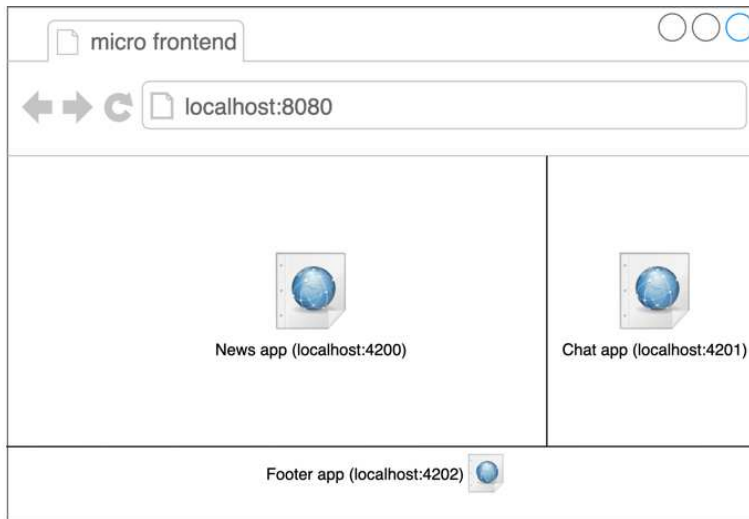 micro frontend
localhost:8080
News app (localhost:4200)
Chat app (localhost:4201)
Footer app (localhost:4202)